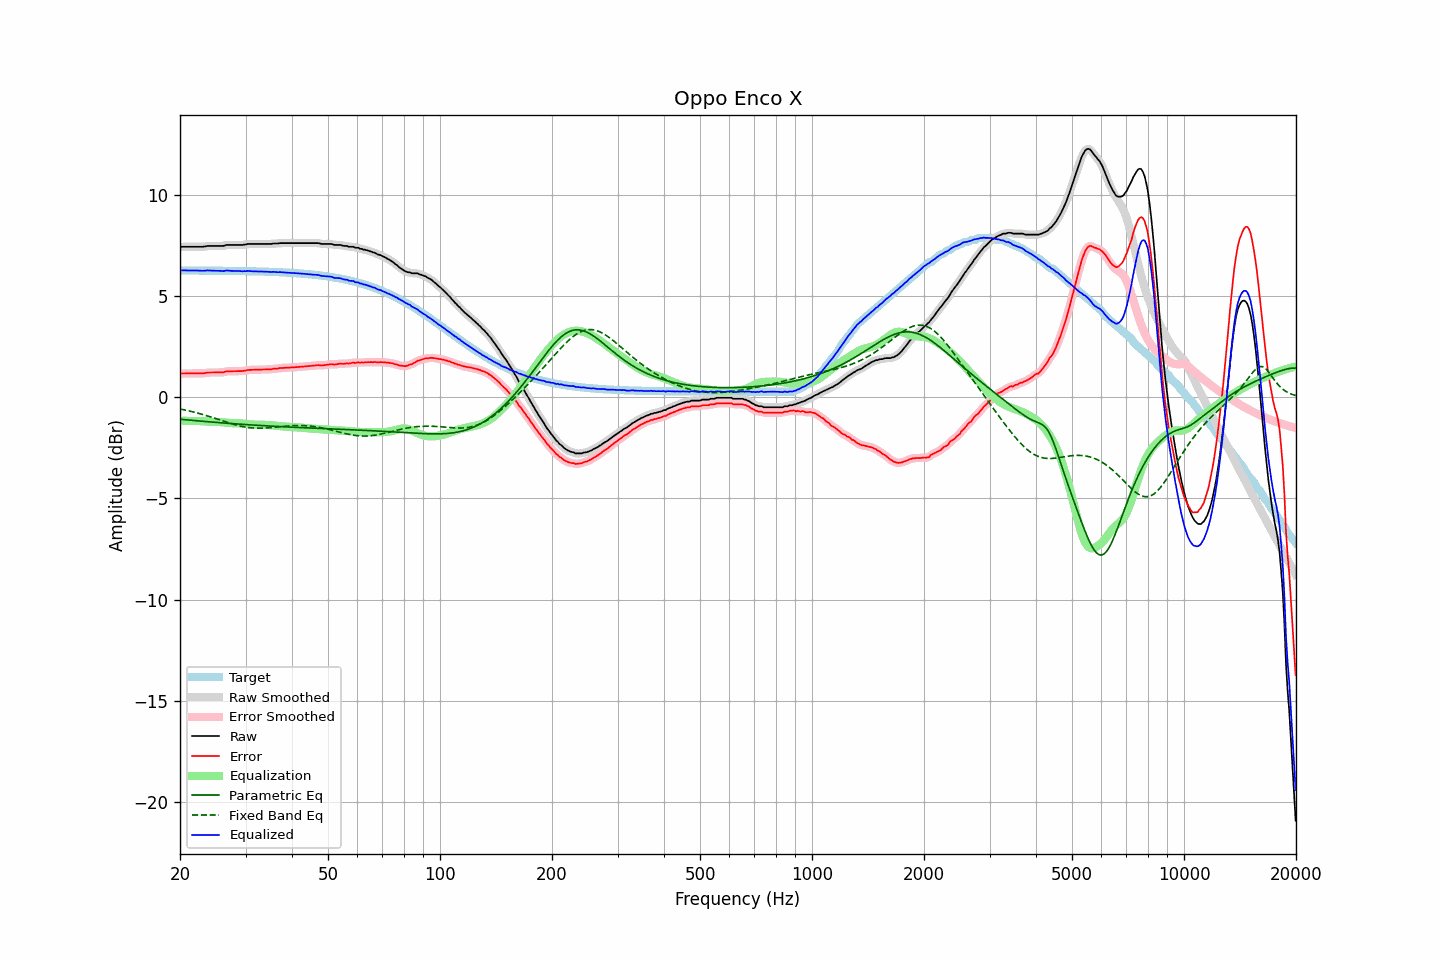 Oppo Enco X
Amplitude (dBr)
10
5
0
−5
−10
−15
−20
Target
Raw Smoothed
Error Smoothed
Raw
Error
Equalization
Parametric Eq
Fixed Band Eq
Equalized
20 50 100 200 500 1000 2000 5000 10000 20000
Frequency (Hz)